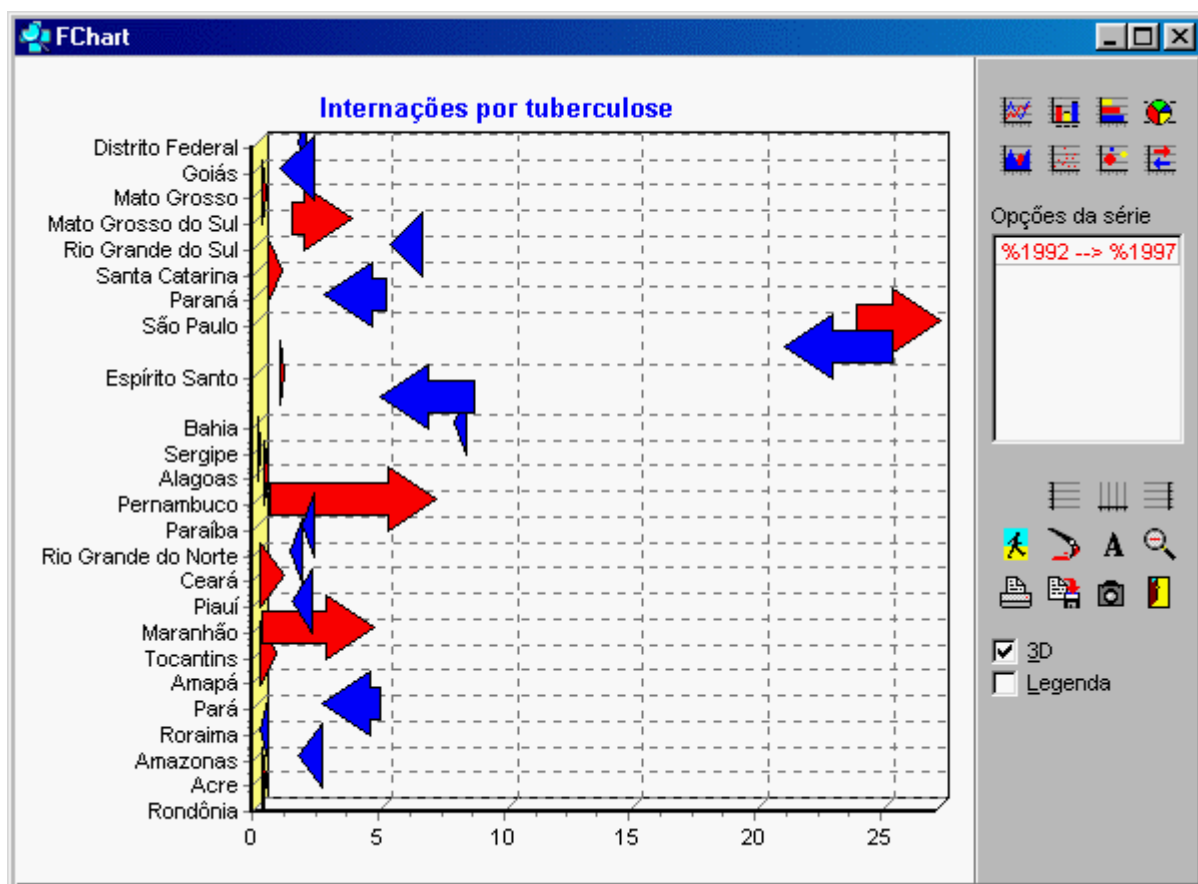 FChart
Internações por tuberculose
Distrito Federal
Goiás
Mato Grosso
Mato Grosso do Sul
Rio Grande do Sul
Santa Catarina
Paraná
São Paulo
Espírito Santo
Bahia
Sergipe
Alagoas
Pernambuco
Paraíba
Rio Grande do Norte
Ceará
Piauí
Maranhão
Tocantins
Amapá
Pará
Roraima
Amazonas
Acre
Rondônia
0 5 10 15 20 25
Opções da série
%1992 --> %1997
A
3D
Legenda